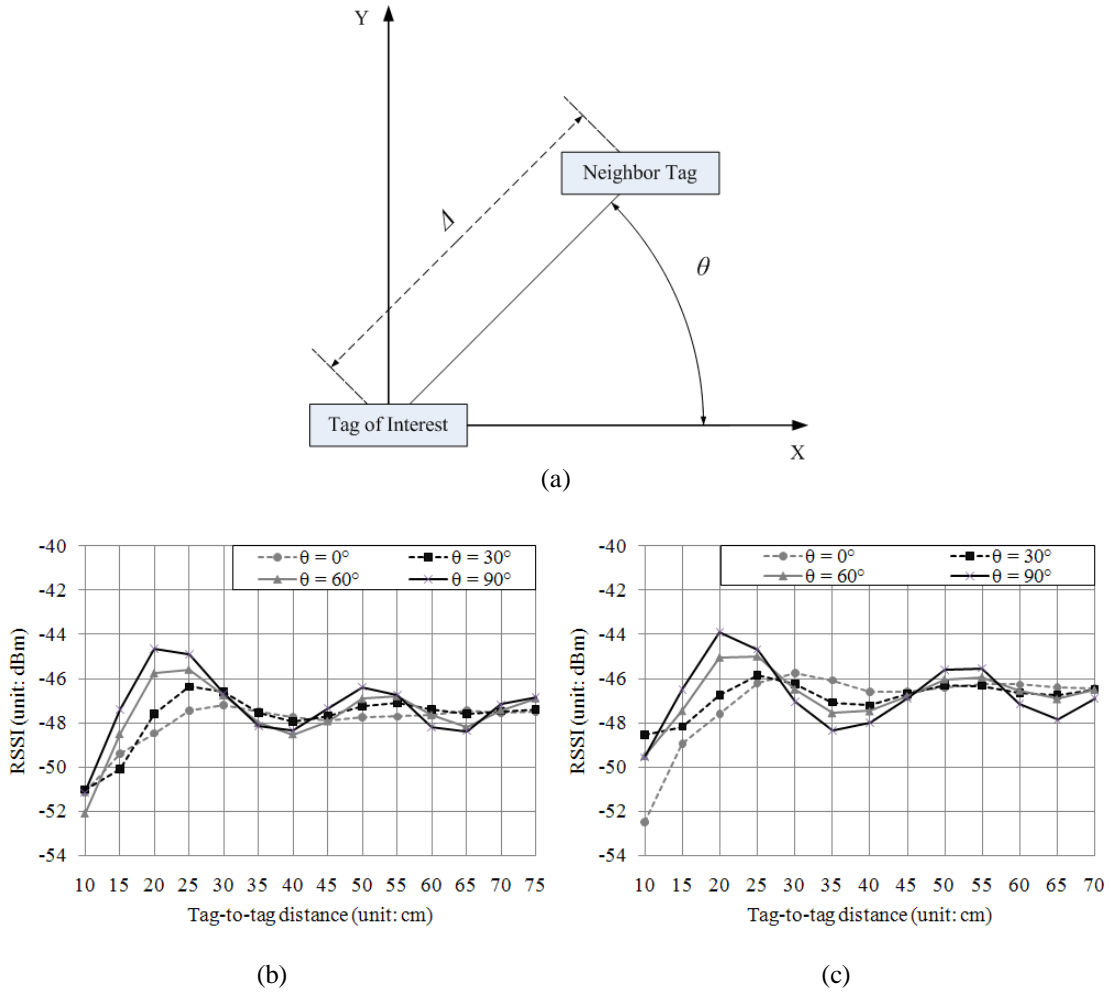 Y
Neighbor Tag
Δ
θ
Tag of Interest
X
(a)
-40
-42
-44
-46
-48
-50
-52
-54
RSSI (unit: dBm)
θ = 0° θ = 30°
θ = 60° θ = 90°
10 15 20 25 30 35 40 45 50 55 60 65 70 75
Tag-to-tag distance (unit: cm)
(b)
-40
-42
-44
-46
-48
-50
-52
-54
RSSI (unit: dBm)
θ = 0° θ = 30°
θ = 60° θ = 90°
10 15 20 25 30 35 40 45 50 55 60 65 70
Tag-to-tag distance (unit: cm)
(c)